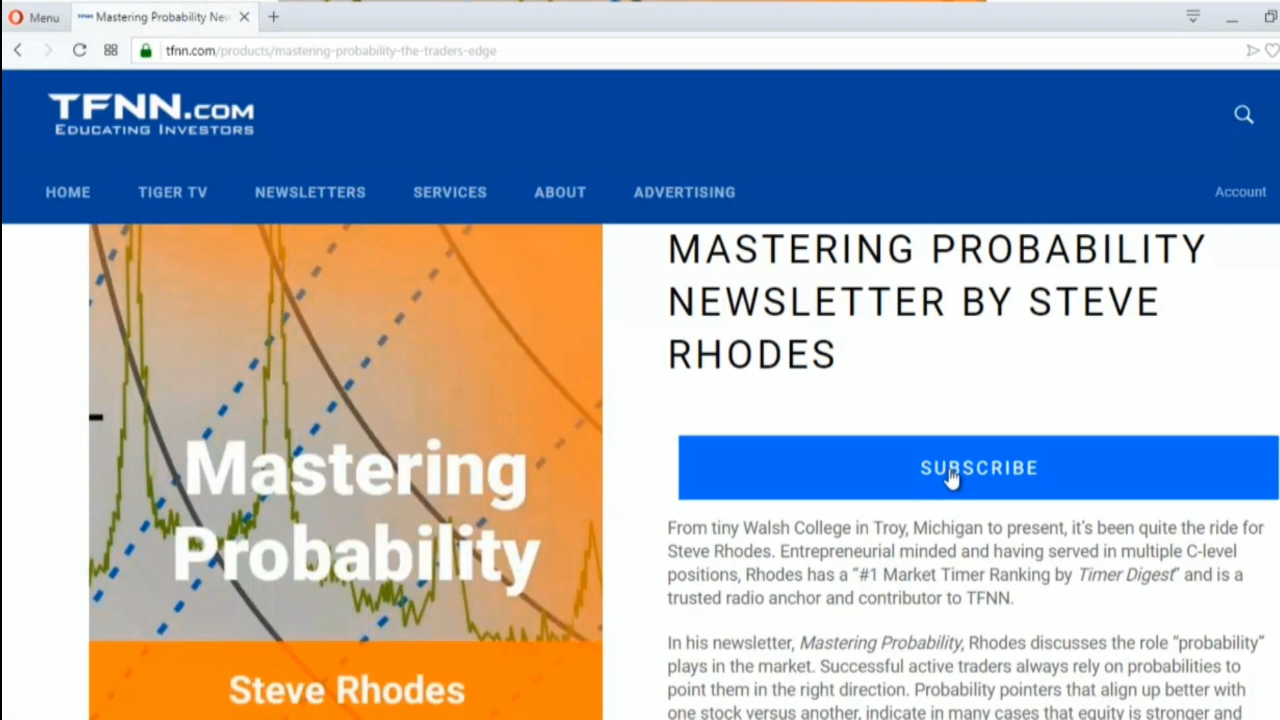 Menu
Mastering Probability New
tfnn.com/products/mastering-probability-the-traders-edge
TFNN.COM
EDUCATING INVESTORS
HOME TIGER TV NEWSLETTERS SERVICES ABOUT ADVERTISING
Account
MASTERING PROBABILITY
NEWSLETTER BY STEVE
RHODES
SUBSCRIBE
Mastering
Probability
Steve Rhodes
From tiny Walsh College in Troy, Michigan to present, it's been quite the ride for
Steve Rhodes. Entrepreneurial minded and having served in multiple C-level
positions, Rhodes has a “#1 Market Timer Ranking by Timer Digest” and is a
trusted radio anchor and contributor to TFNN.
In his newsletter, Mastering Probability, Rhodes discusses the role “probability”
plays in the market. Successful active traders always rely on probabilities to
point them in the right direction. Probability pointers that align up better with
one stock versus another, indicate in many cases that equity is stronger and